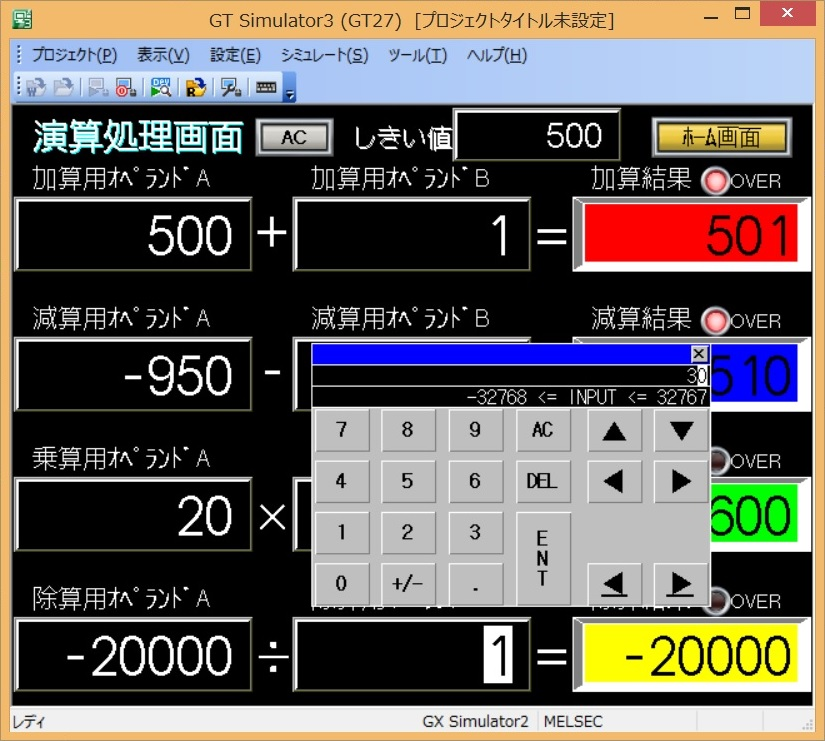 GT Simulator3 (GT27)  [プロジェクトタイトル未設定]
プロジェクト(P) 表示(V) 設定(E) シミュレート(S) ツール(T) ヘルプ(H)
演算処理画面 AC しきい値 500 ホーム画面
加算用オペランドA 加算用オペランドB 加算結果 OVER
500 + 1 = 501
減算用オペランドA 減算用オペランドB 減算結果 OVER
-950 - 510
30
-32768 <= INPUT <= 32767
7 8 9 AC ▲ ▼
4 5 6 DEL ◀ ▶
1 2 3 ENT
0 +/- . ◀ ▶
乗算用オペランドA OVER
20 × 600
除算用オペランドA OVER
-20000 ÷ 1 = -20000
レディ GX Simulator2 MELSEC